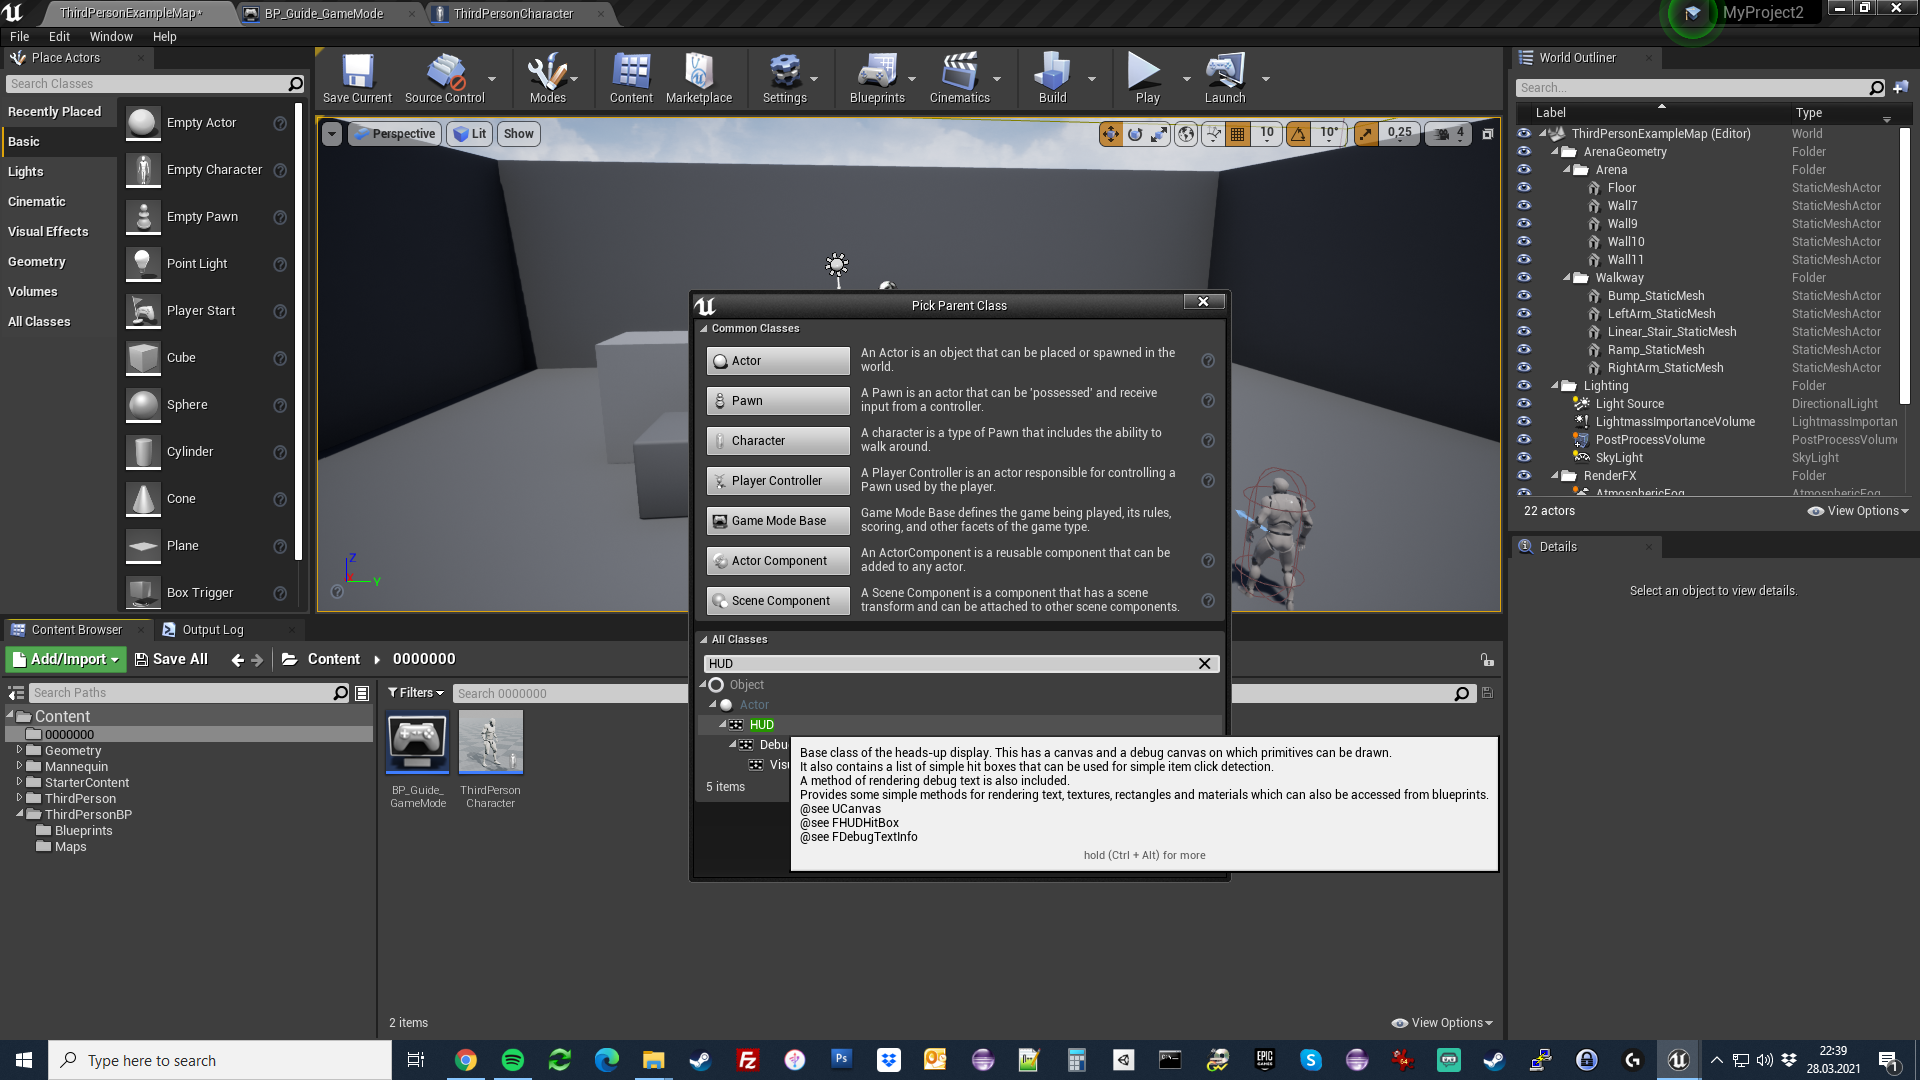 ThirdPersonExampleMap*
BP_Guide_GameMode
ThirdPersonCharacter
MyProject2
File Edit Window Help
Place Actors
Search Classes
Recently Placed
Basic
Lights
Cinematic
Visual Effects
Geometry
Volumes
All Classes
Empty Actor
Empty Character
Empty Pawn
Point Light
Player Start
Cube
Sphere
Cylinder
Cone
Plane
Box Trigger
Save Current
Source Control
Modes
Content
Marketplace
Settings
Blueprints
Cinematics
Build
Play
Launch
Perspective
Lit
Show
10
10°
0,25
4
Z
Y
World Outliner
Search...
Label Type
ThirdPersonExampleMap (Editor) World
ArenaGeometry Folder
Arena Folder
Floor StaticMeshActor
Wall7 StaticMeshActor
Wall9 StaticMeshActor
Wall10 StaticMeshActor
Wall11 StaticMeshActor
Walkway Folder
Bump_StaticMesh StaticMeshActor
LeftArm_StaticMesh StaticMeshActor
Linear_Stair_StaticMesh StaticMeshActor
Ramp_StaticMesh StaticMeshActor
RightArm_StaticMesh StaticMeshActor
Lighting Folder
Light Source DirectionalLight
LightmassImportanceVolume LightmassImportan
PostProcessVolume PostProcessVolume
SkyLight SkyLight
RenderFX Folder
AtmosphericFog AtmosphericFog
22 actors
View Options
Details
Select an object to view details.
Pick Parent Class
Common Classes
Actor
An Actor is an object that can be placed or spawned in the
world.
Pawn
A Pawn is an actor that can be 'possessed' and receive
input from a controller.
Character
A character is a type of Pawn that includes the ability to
walk around.
Player Controller
A Player Controller is an actor responsible for controlling a
Pawn used by the player.
Game Mode Base
Game Mode Base defines the game being played, its rules,
scoring, and other facets of the game type.
Actor Component
An ActorComponent is a reusable component that can be
added to any actor.
Scene Component
A Scene Component is a component that has a scene
transform and can be attached to other scene components.
All Classes
HUD
Object
Actor
HUD
Debu
Visu
5 items
Base class of the heads-up display. This has a canvas and a debug canvas on which primitives can be drawn.
It also contains a list of simple hit boxes that can be used for simple item click detection.
A method of rendering debug text is also included.
Provides some simple methods for rendering text, textures, rectangles and materials which can also be accessed from blueprints.
@see UCanvas
@see FHUDHitBox
@see FDebugTextInfo
hold (Ctrl + Alt) for more
Content Browser
Output Log
Add/Import
Save All
Content
0000000
Search Paths
Content
0000000
Geometry
Mannequin
StarterContent
ThirdPerson
ThirdPersonBP
Blueprints
Maps
Filters
Search 0000000
BP_Guide_
GameMode
ThirdPerson
Character
2 items
View Options
Type here to search
Ps
EPIC
GAMES
64
22:39
28.03.2021
1